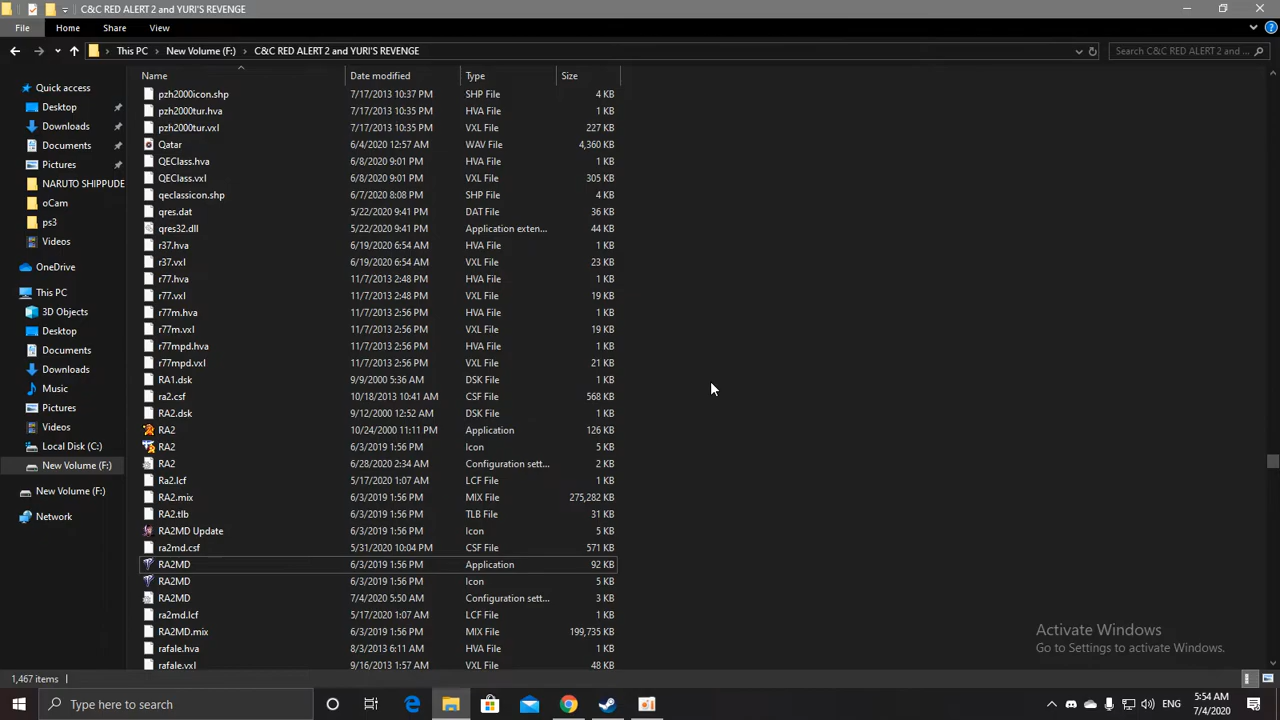 C&C RED ALERT 2 and YURI'S REVENGE
File Home Share View
This PC New Volume (F:) C&C RED ALERT 2 and YURI'S REVENGE Search C&C RED ALERT 2 and ...
Name Date modified Type Size
Quick access
Desktop
Downloads
Documents
Pictures
NARUTO SHIPPUDE
oCam
ps3
Videos
OneDrive
This PC
3D Objects
Desktop
Documents
Downloads
Music
Pictures
Videos
Local Disk (C:)
New Volume (F:)
New Volume (F:)
Network
pzh2000icon.shp 7/17/2013 10:37 PM SHP File 4 KB
pzh2000tur.hva 7/17/2013 10:35 PM HVA File 1 KB
pzh2000tur.vxl 7/17/2013 10:35 PM VXL File 227 KB
Qatar 6/4/2020 12:57 AM WAV File 4,360 KB
QEClass.hva 6/8/2020 9:01 PM HVA File 1 KB
QEClass.vxl 6/8/2020 9:01 PM VXL File 305 KB
qeclassicon.shp 6/7/2020 8:08 PM SHP File 4 KB
qres.dat 5/22/2020 9:41 PM DAT File 36 KB
qres32.dll 5/22/2020 9:41 PM Application exten... 44 KB
r37.hva 6/19/2020 6:54 AM HVA File 1 KB
r37.vxl 6/19/2020 6:54 AM VXL File 23 KB
r77.hva 11/7/2013 2:48 PM HVA File 1 KB
r77.vxl 11/7/2013 2:48 PM VXL File 19 KB
r77m.hva 11/7/2013 2:56 PM HVA File 1 KB
r77m.vxl 11/7/2013 2:56 PM VXL File 19 KB
r77mpd.hva 11/7/2013 2:56 PM HVA File 1 KB
r77mpd.vxl 11/7/2013 2:56 PM VXL File 21 KB
RA1.dsk 9/9/2000 5:36 AM DSK File 1 KB
ra2.csf 10/18/2013 10:41 AM CSF File 568 KB
RA2.dsk 9/12/2000 12:52 AM DSK File 1 KB
RA2 10/24/2000 11:11 PM Application 126 KB
RA2 6/3/2019 1:56 PM Icon 5 KB
RA2 6/28/2020 2:34 AM Configuration sett... 2 KB
Ra2.lcf 5/17/2020 1:07 AM LCF File 1 KB
RA2.mix 6/3/2019 1:56 PM MIX File 275,282 KB
RA2.tlb 6/3/2019 1:56 PM TLB File 31 KB
RA2MD Update 6/3/2019 1:56 PM Icon 5 KB
ra2md.csf 5/31/2020 10:04 PM CSF File 571 KB
RA2MD 6/3/2019 1:56 PM Application 92 KB
RA2MD 6/3/2019 1:56 PM Icon 5 KB
RA2MD 7/4/2020 5:50 AM Configuration sett... 3 KB
ra2md.lcf 5/17/2020 1:07 AM LCF File 1 KB
RA2MD.mix 6/3/2019 1:56 PM MIX File 199,735 KB
rafale.hva 8/3/2013 6:11 AM HVA File 1 KB
rafale.vxl 9/16/2013 1:57 AM VXL File 48 KB
Activate Windows
Go to Settings to activate Windows.
1,467 items
Type here to search
ENG
5:54 AM
7/4/2020